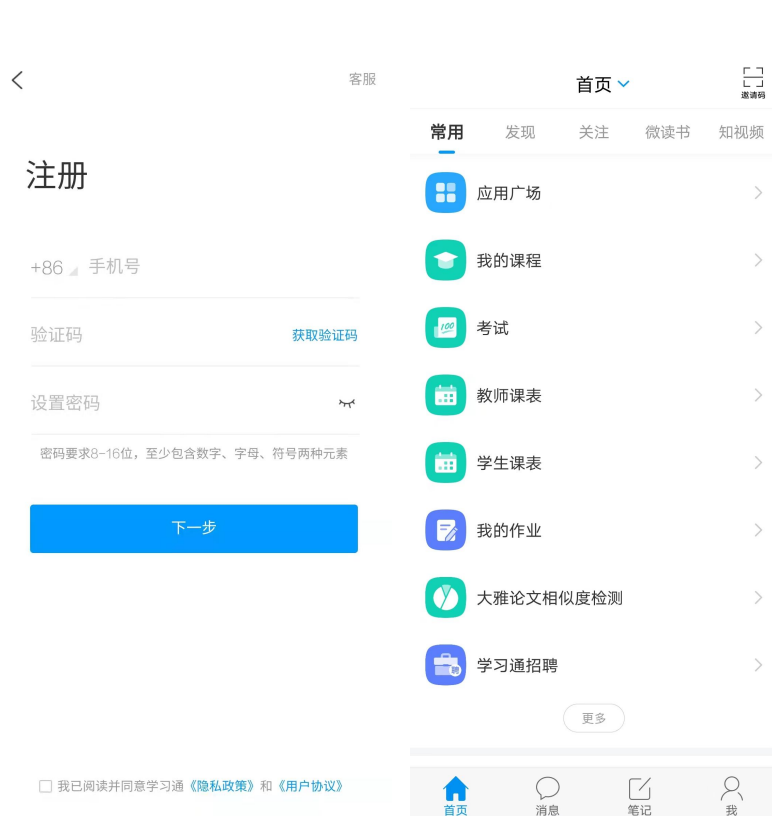 客服
注册
+86 手机号
验证码 获取验证码
设置密码
密码要求8-16位，至少包含数字、字母、符号两种元素
下一步
我已阅读并同意学习通《隐私政策》和《用户协议》
首页
邀请码
常用 发现 关注 微读书 知视频
应用广场
我的课程
100
考试
教师课表
学生课表
我的作业
大雅论文相似度检测
聘
学习通招聘
更多
首页 消息 笔记 我